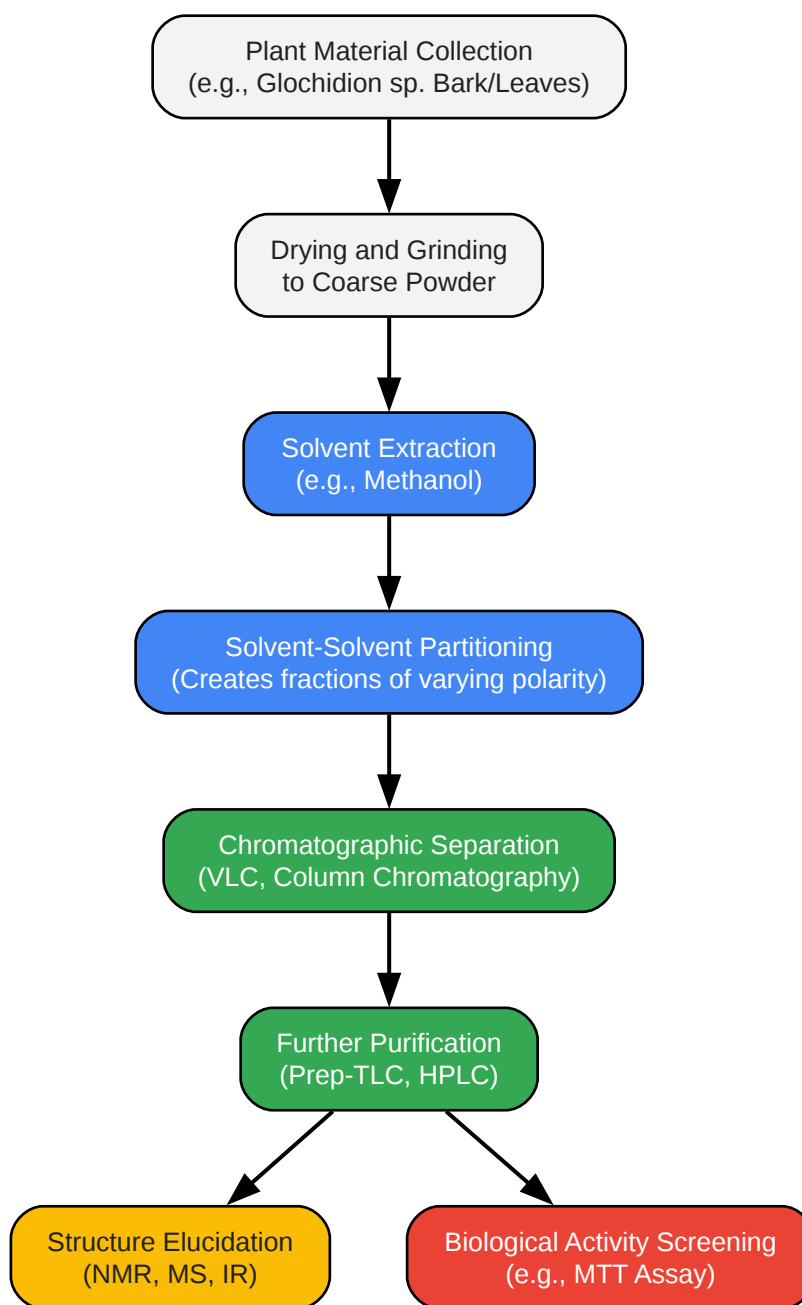 Plant Material Collection
(e.g., Glochidion sp. Bark/Leaves)
Drying and Grinding
to Coarse Powder
Solvent Extraction
(e.g., Methanol)
Solvent-Solvent Partitioning
(Creates fractions of varying polarity)
Chromatographic Separation
(VLC, Column Chromatography)
Further Purification
(Prep-TLC, HPLC)
Structure Elucidation
(NMR, MS, IR)
Biological Activity Screening
(e.g., MTT Assay)